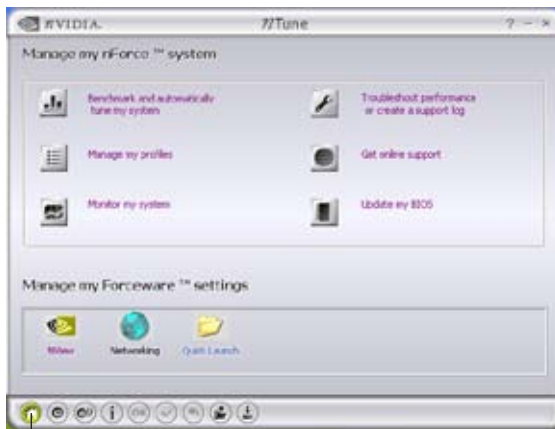 nVIDIA. nTune ? - x
Manage my nForce ™ system
Benchmark and automatically
tune my system
Troubleshoot performance
or create a support log
Manage my profiles
Get online support
Monitor my system
Update my BIOS
Manage my Forceware ™ settings
NView
Networking
Quick Launch